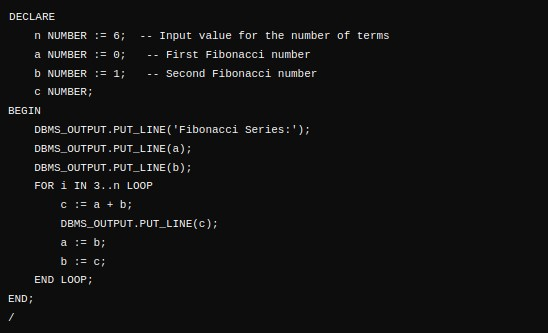 DECLARE
    n NUMBER := 6;  -- Input value for the number of terms
    a NUMBER := 0;   -- First Fibonacci number
    b NUMBER := 1;   -- Second Fibonacci number
    c NUMBER;
BEGIN
    DBMS_OUTPUT.PUT_LINE('Fibonacci Series:');
    DBMS_OUTPUT.PUT_LINE(a);
    DBMS_OUTPUT.PUT_LINE(b);
    FOR i IN 3..n LOOP
        c := a + b;
        DBMS_OUTPUT.PUT_LINE(c);
        a := b;
        b := c;
    END LOOP;
END;
/